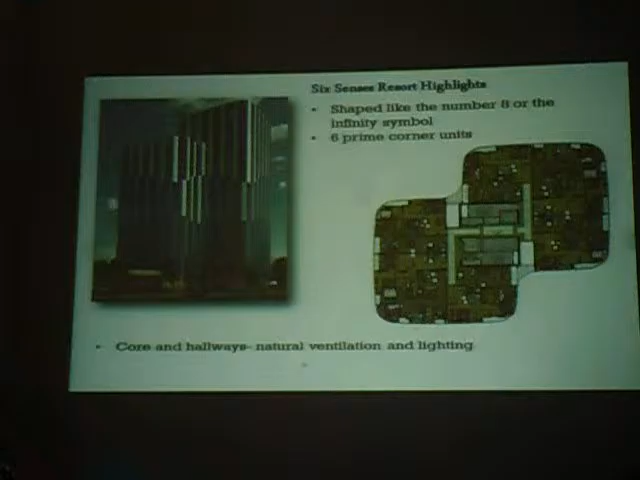 Six Senses Resort Highlights
• Shaped like the number 8 or the
infinity symbol
• 6 prime corner units
• Core and hallways- natural ventilation and lighting